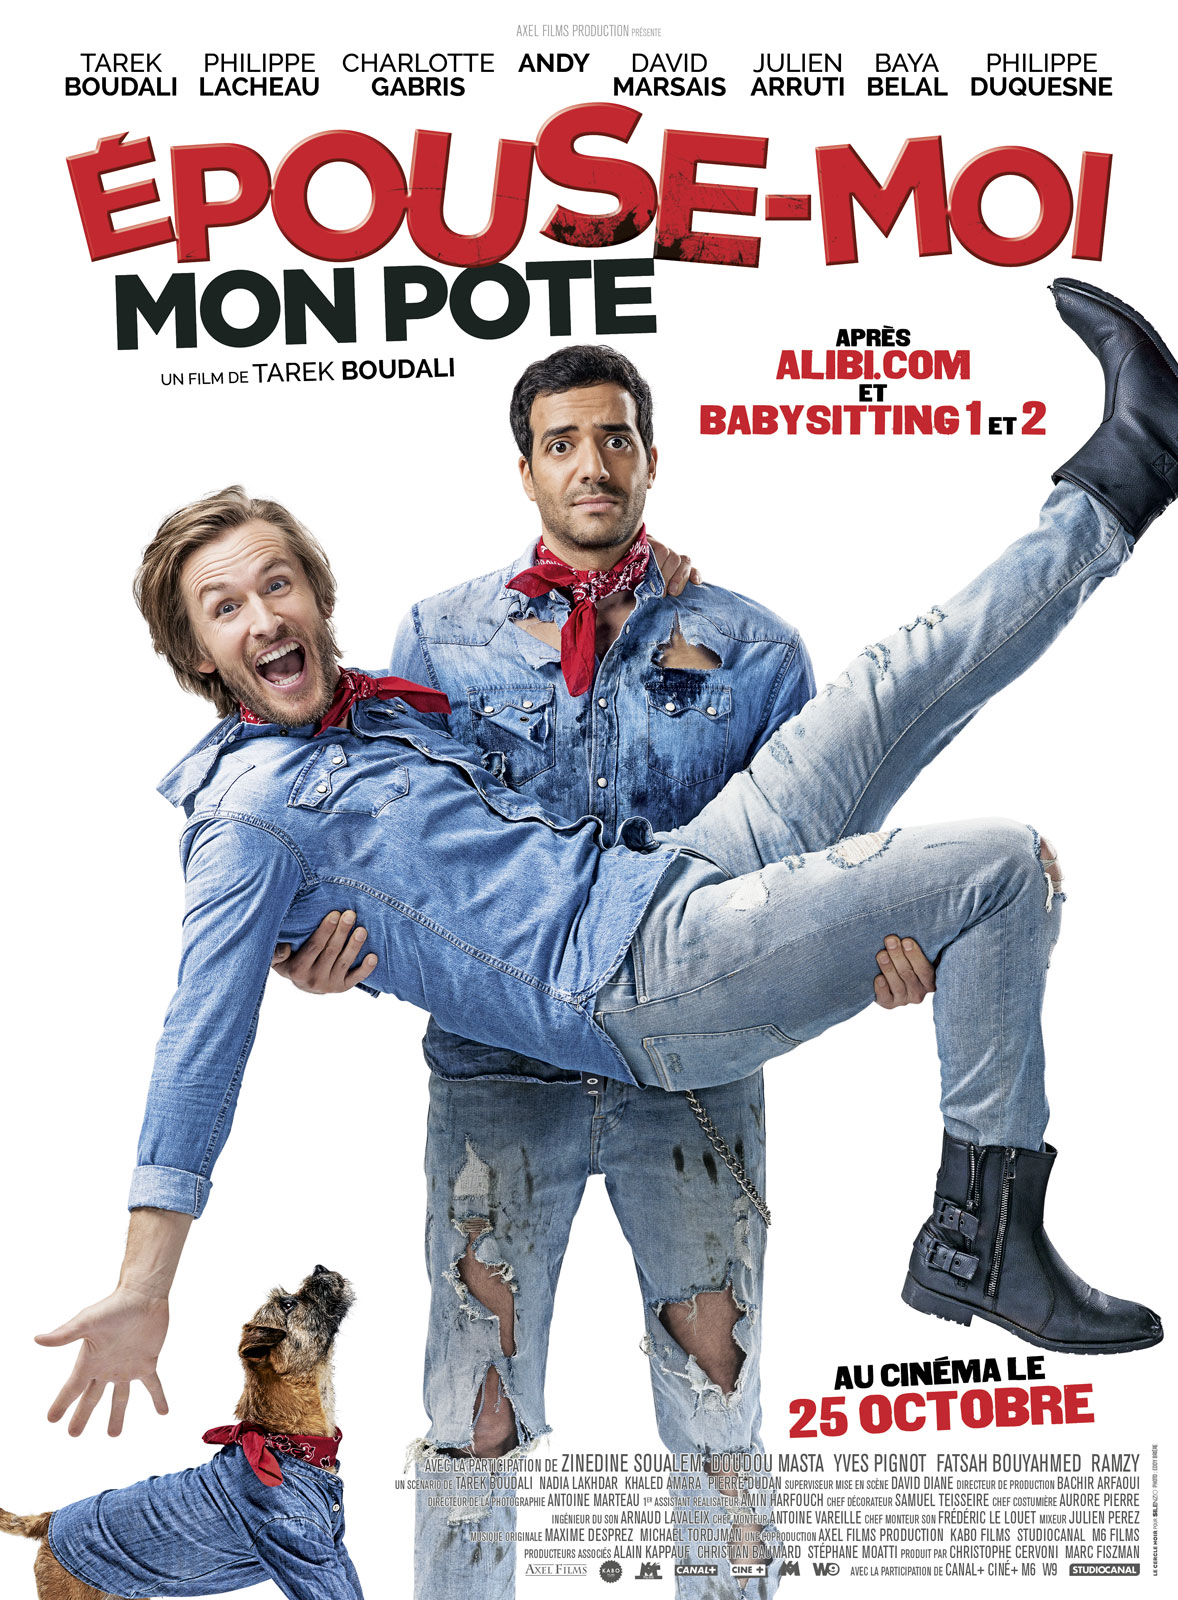 AXEL FILMS PRODUCTION PRÉSENTE
TAREK BOUDALI PHILIPPE LACHEAU CHARLOTTE GABRIS ANDY DAVID MARSAIS JULIEN ARRUTI BAYA BELAL PHILIPPE DUQUESNE
ÉPOUSE-MOI
MON POTE
UN FILM DE TAREK BOUDALI
APRÈS
ALIBI.COM
ET
BABYSITTING 1 ET 2
AU CINÉMA LE
25 OCTOBRE
AVEC LA PARTICIPATION DE ZINEDINE SOUALEM DOUDOU MASTA YVES PIGNOT FATSAH BOUYAHMED RAMZY
UN SCÉNARIO DE TAREK BOUDALI NADIA LAKHDAR KHALED AMARA PIERRE DUDAN SUPERVISEUR MISE EN SCÈNE DAVID DIANE DIRECTEUR DE PRODUCTION BACHIR ARFAOUI
DIRECTEUR DE LA PHOTOGRAPHIE ANTOINE MARTEAU 1ER ASSISTANT RÉALISATEUR AMIN HARFOUCH CHEF DÉCORATEUR SAMUEL TEISSEIRE CHEF COSTUMIÈRE AURORE PIERRE
INGÉNIEUR DU SON ARNAUD LAVALEIX CHEF MONTEUR ANTOINE VAREILLE CHEF MONTEUR SON FRÉDÉRIC LE LOUET MIXEUR JULIEN PEREZ
MUSIQUE ORIGINALE MAXIME DESPREZ MICHAEL TORDJMAN UNE COPRODUCTION AXEL FILMS PRODUCTION KABO FILMS STUDIOCANAL M6 FILMS
PRODUCTEURS ASSOCIÉS ALAIN KAPPAUF CHRISTIAN BAUMARD STÉPHANE MOATTI PRODUIT PAR CHRISTOPHE CERVONI MARC FISZMAN
AXEL FILMS KABO CANAL+ CINÉ+ M W9 AVEC LA PARTICIPATION DE CANAL+ CINÉ+ M6 W9 STUDIOCANAL
LE CERCLE NOIR POUR SILENZIO PHOTO